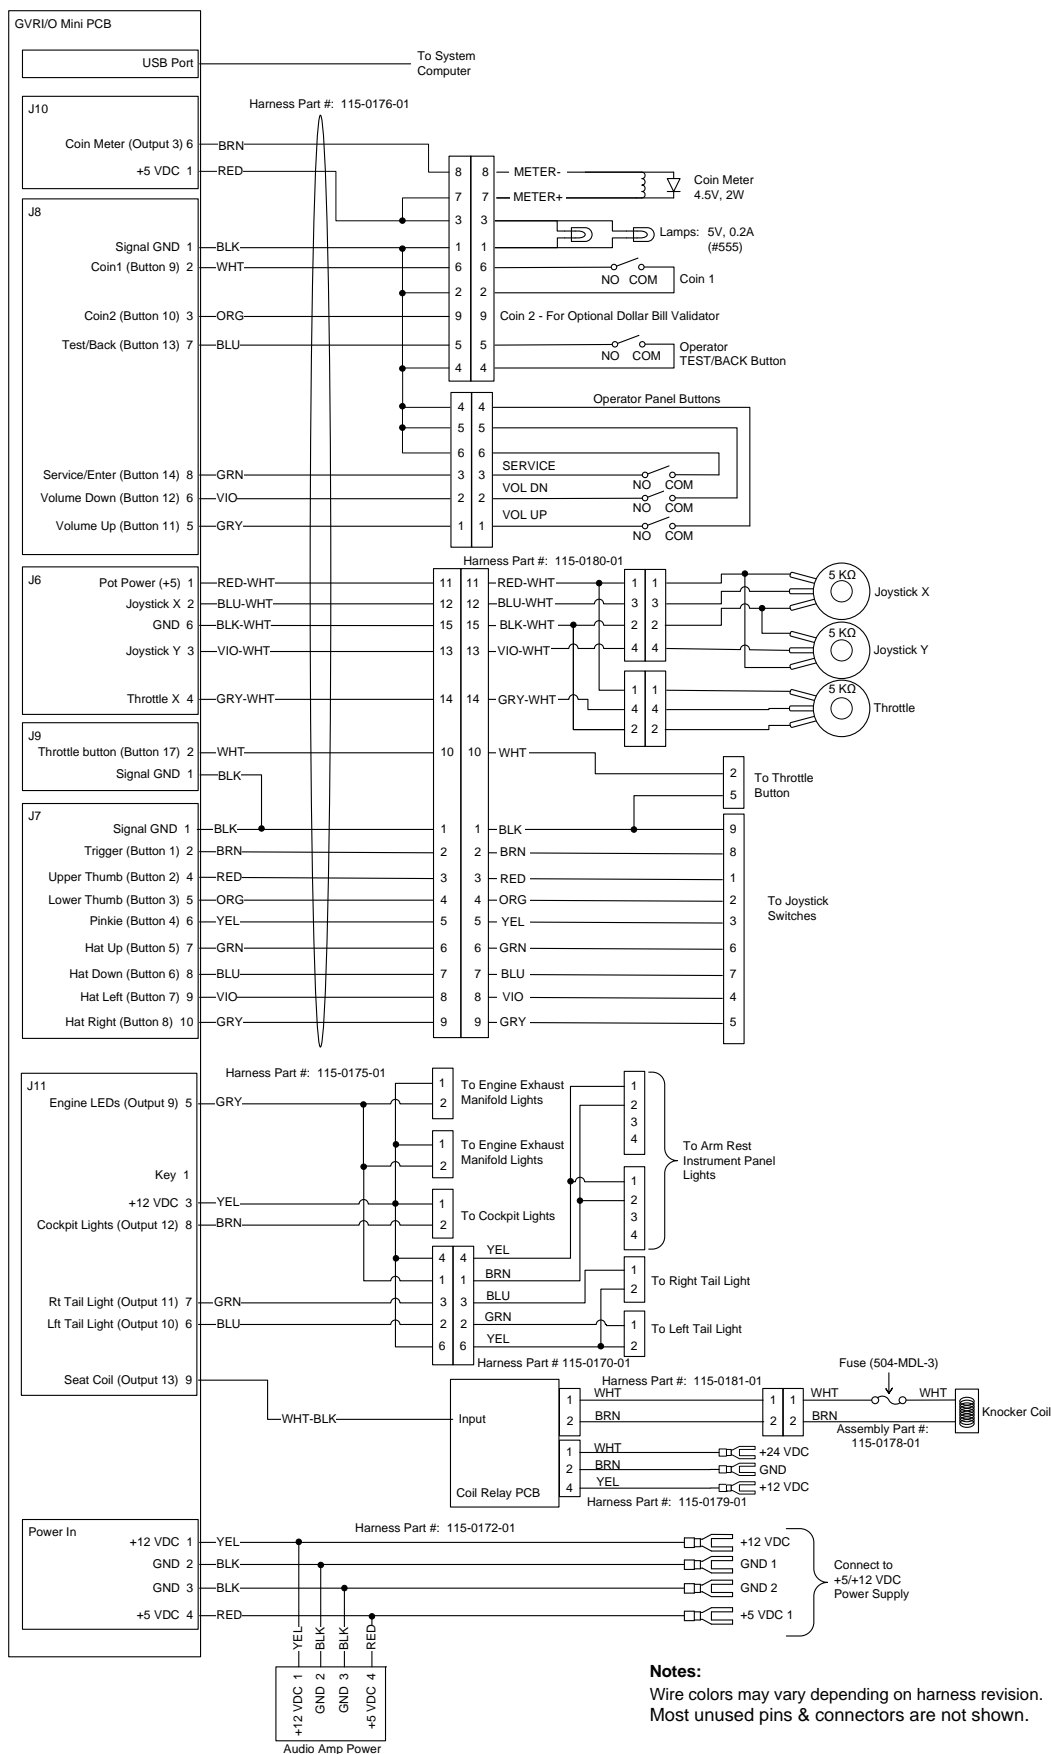 GVRI/O Mini PCB
USB Port
To System
Computer
J10
Harness Part #: 115-0176-01
Coin Meter (Output 3) 6 BRN
+5 VDC 1 RED
8 8 METER-
7 7 METER+
Coin Meter
4.5V, 2W
J8
3 3
Lamps: 5V, 0.2A
(#555)
Signal GND 1 BLK
1 1
Coin1 (Button 9) 2 WHT
6 6
NO COM Coin 1
2 2
Coin2 (Button 10) 3 ORG
9 9 Coin 2 - For Optional Dollar Bill Validator
Test/Back (Button 13) 7 BLU
5 5
NO COM
Operator
TEST/BACK Button
4 4
Operator Panel Buttons
4 4
5 5
6 6
Service/Enter (Button 14) 8 GRN
3 3 SERVICE
NO COM
Volume Down (Button 12) 6 VIO
2 2 VOL DN
NO COM
Volume Up (Button 11) 5 GRY
1 1 VOL UP
NO COM
Harness Part #: 115-0180-01
J6
Pot Power (+5) 1 RED-WHT 11 11 RED-WHT 1 1
5 KΩ
Joystick X
Joystick X 2 BLU-WHT 12 12 BLU-WHT 3 3
GND 6 BLK-WHT 15 15 BLK-WHT 2 2
Joystick Y 3 VIO-WHT 13 13 VIO-WHT 4 4
5 KΩ
Joystick Y
Throttle X 4 GRY-WHT 14 14 GRY-WHT
1 1
4 4
2 2
5 KΩ
Throttle
J9
Throttle button (Button 17) 2 WHT 10 10 WHT
Signal GND 1 BLK
2
5
To Throttle
Button
J7
Signal GND 1 BLK 1 1 BLK 9
Trigger (Button 1) 2 BRN 2 2 BRN 8
Upper Thumb (Button 2) 4 RED 3 3 RED 1
Lower Thumb (Button 3) 5 ORG 4 4 ORG 2
Pinkie (Button 4) 6 YEL 5 5 YEL 3
Hat Up (Button 5) 7 GRN 6 6 GRN 6
Hat Down (Button 6) 8 BLU 7 7 BLU 7
Hat Left (Button 7) 9 VIO 8 8 VIO 4
Hat Right (Button 8) 10 GRY 9 9 GRY 5
To Joystick
Switches
Harness Part #: 115-0175-01
J11
Engine LEDs (Output 9) 5 GRY
1
2
To Engine Exhaust
Manifold Lights
1
2
To Engine Exhaust
Manifold Lights
1
2
3
4
To Arm Rest
Instrument Panel
Lights
1
2
3
4
Key 1
+12 VDC 3 YEL
Cockpit Lights (Output 12) 8 BRN
1
2
To Cockpit Lights
4 4 YEL
1 1 BRN
Rt Tail Light (Output 11) 7 GRN
3 3 BLU
Lft Tail Light (Output 10) 6 BLU
2 2 GRN
6 6 YEL
1
2
To Right Tail Light
1
2
To Left Tail Light
Harness Part # 115-0170-01
Seat Coil (Output 13) 9
WHT-BLK
Input
Coil Relay PCB
Harness Part #: 115-0181-01
Fuse (504-MDL-3)
1 WHT 1 1 WHT WHT
2 BRN 2 2 BRN
Knocker Coil
Assembly Part #:
115-0178-01
1 WHT +24 VDC
2 BRN GND
4 YEL +12 VDC
Harness Part #: 115-0179-01
Power In
Harness Part #: 115-0172-01
+12 VDC 1 YEL +12 VDC
GND 2 BLK GND 1
GND 3 BLK GND 2
+5 VDC 4 RED +5 VDC 1
Connect to
+5/+12 VDC
Power Supply
YEL
BLK
BLK
RED
+12 VDC 1
GND 2
GND 3
+5 VDC 4
Audio Amp Power
Notes:
Wire colors may vary depending on harness revision.
Most unused pins & connectors are not shown.